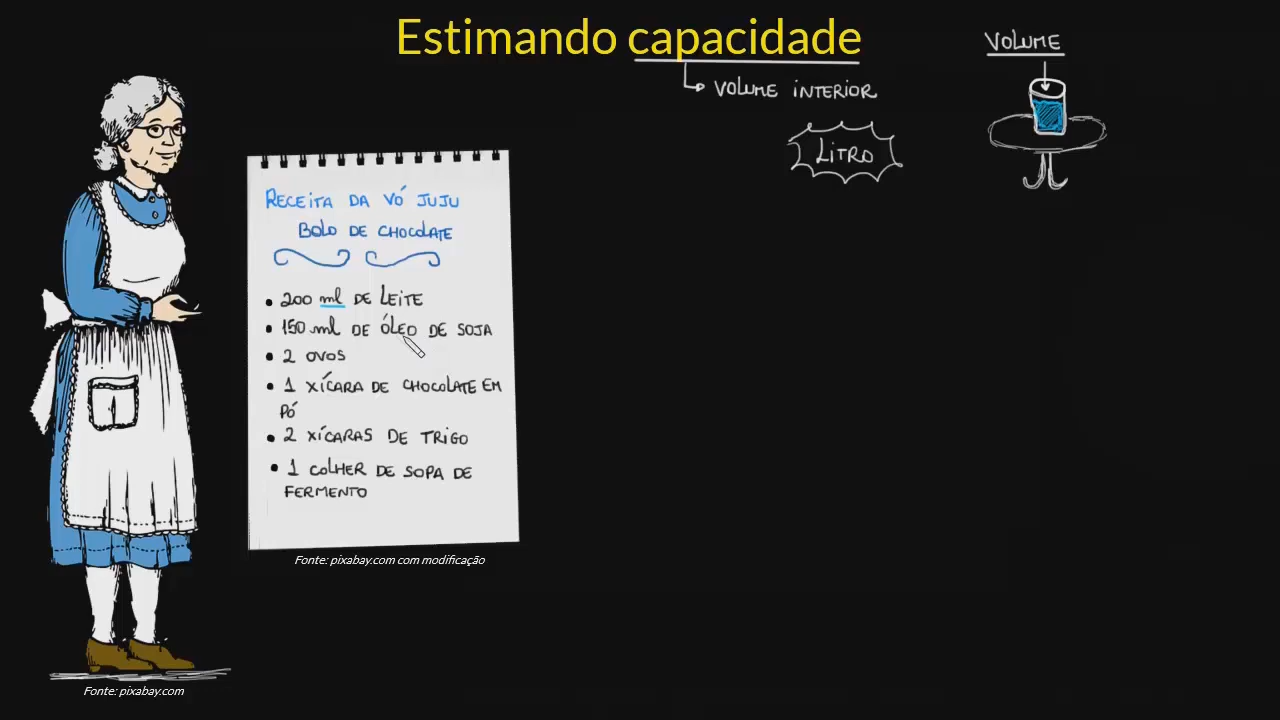 Estimando capacidade
VOLUME
VOLUME INTERIOR
LITRO
RECEITA DA VÓ JUJU
BOLO DE CHOCOLATE
• 200 ml DE LEITE
• 150 ml DE ÓLEO DE SOJA
• 2 OVOS
• 1 XÍCARA DE CHOCOLATE EM
PÓ
• 2 XÍCARAS DE TRIGO
• 1 COLHER DE SOPA DE
FERMENTO
Fonte: pixabay.com com modificação
Fonte: pixabay.com